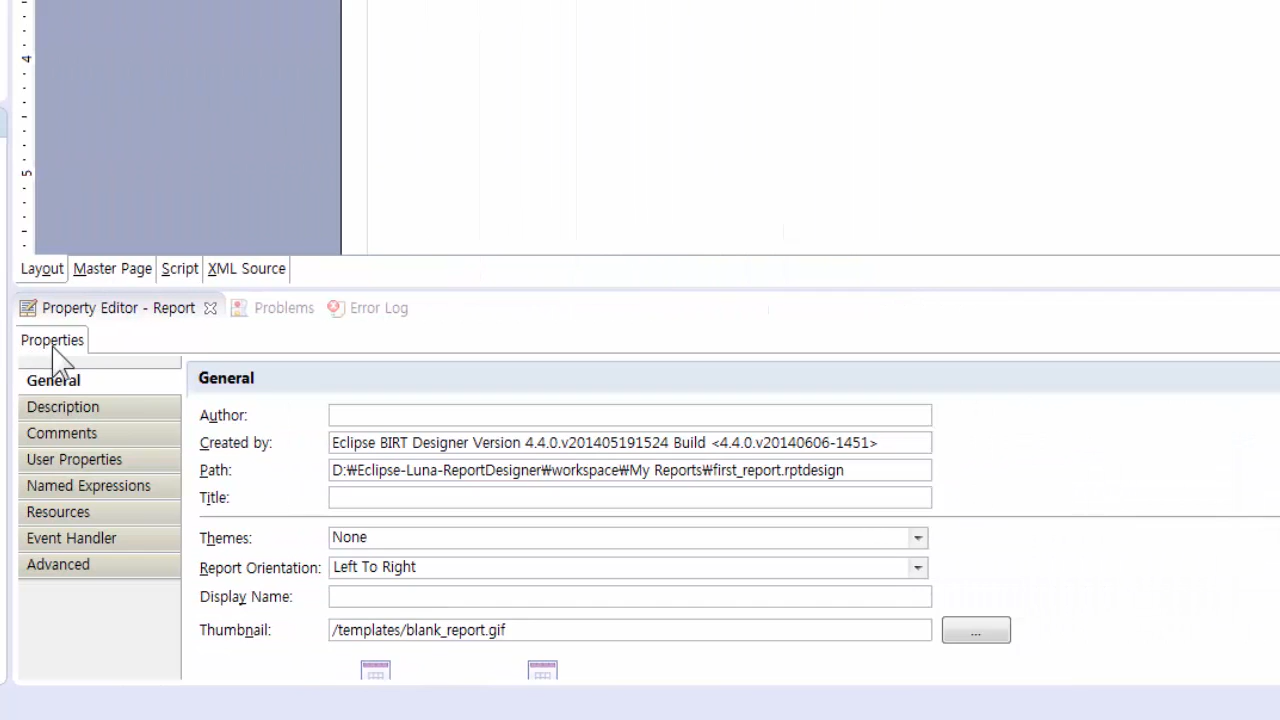 4
5
Layout Master Page Script XML Source
Property Editor - Report Problems Error Log
Properties
General
General
Description
Comments
User Properties
Named Expressions
Resources
Event Handler
Advanced
Author:
Created by: Eclipse BIRT Designer Version 4.4.0.v201405191524 Build <4.4.0.v20140606-1451>
Path: D:₩Eclipse-Luna-ReportDesigner₩workspace₩My Reports₩first_report.rptdesign
Title:
Themes: None
Report Orientation: Left To Right
Display Name:
Thumbnail: /templates/blank_report.gif ...